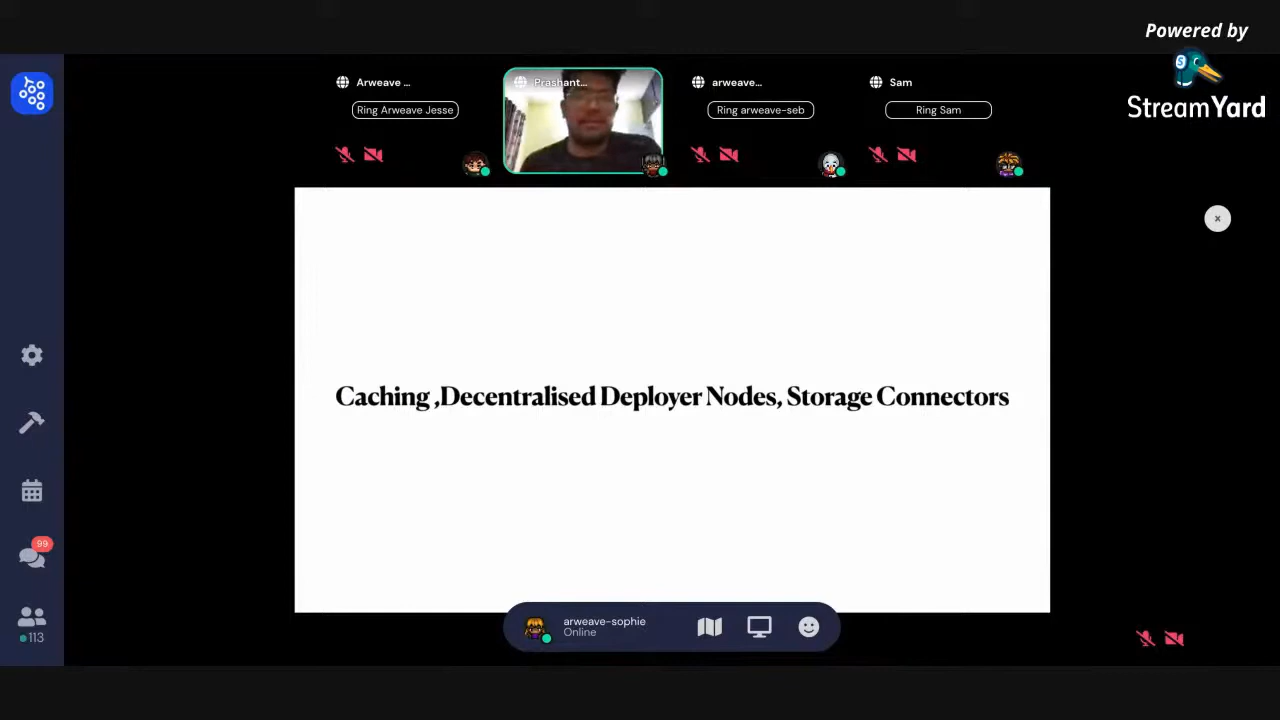 Powered by
StreamYard
Arweave ...
Ring Arweave Jesse
Prashant...
arweave...
Ring arweave-seb
Sam
Ring Sam
×
Caching ,Decentralised Deployer Nodes, Storage Connectors
99
113
arweave-sophie
Online